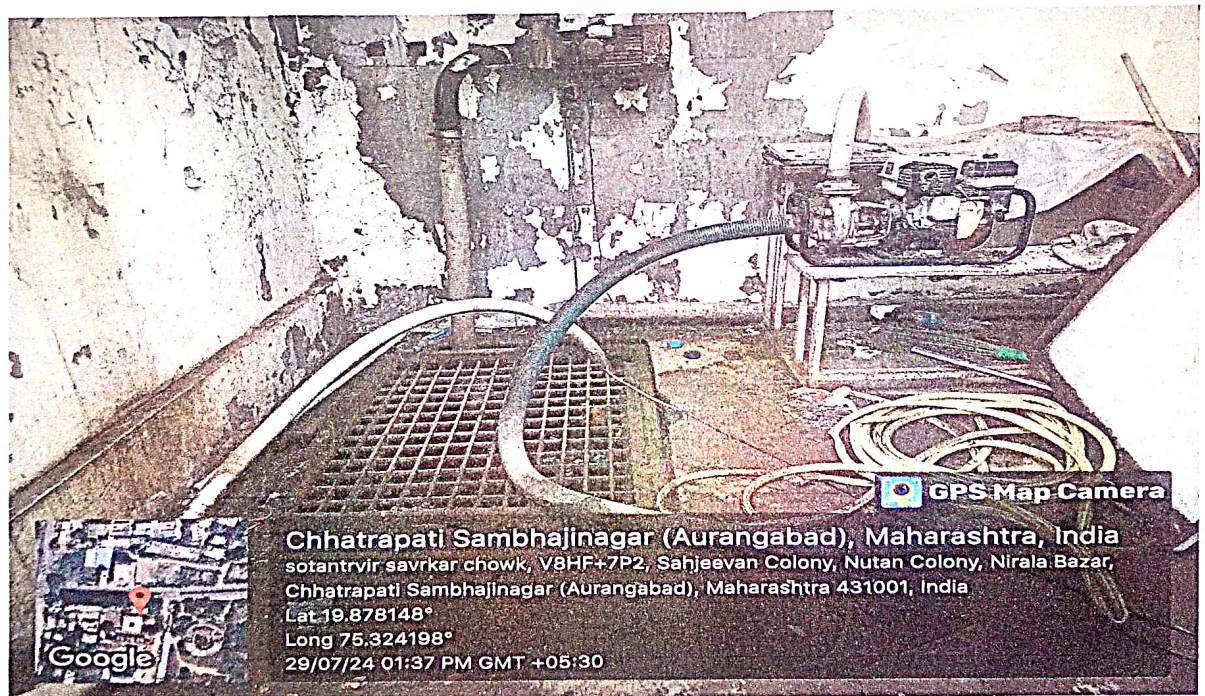 GPS Map Camera
Chhatrapati Sambhajinagar (Aurangabad), Maharashtra, India
sotantrvir savrkar chowk, V8HF+7P2, Sahjeevan Colony, Nutan Colony, Nirala Bazar,
Chhatrapati Sambhajinagar (Aurangabad), Maharashtra 431001, India
Lat 19.878148°
Long 75.324198°
29/07/24 01:37 PM GMT +05:30
Google